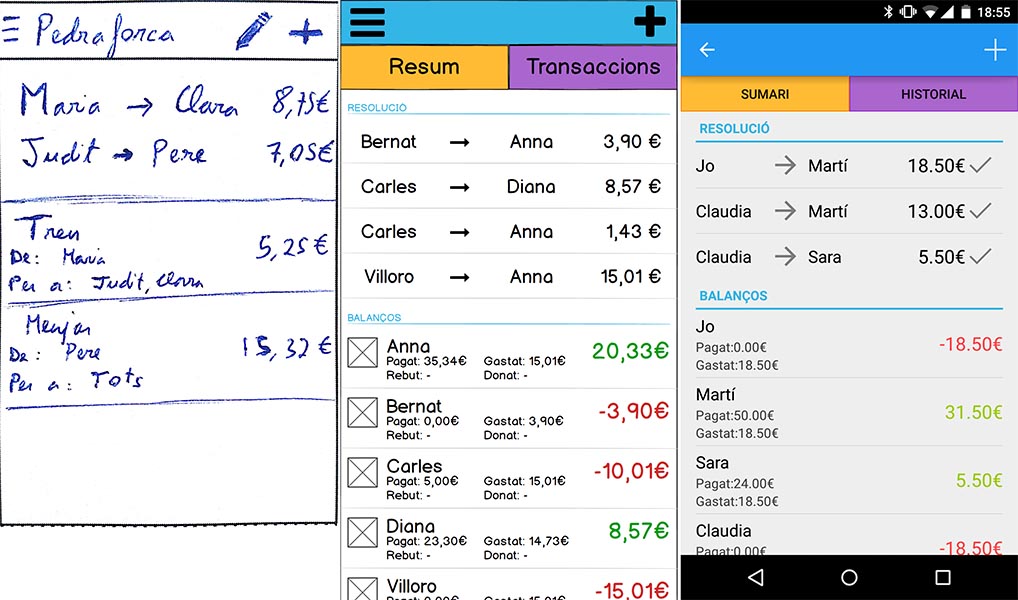 Pedraforca
Maria → Clara 8,75€
Judit → Pere 7,05€
Tren
De: Maria
5,25€
Per a: Judit, Clara
Menjar
De: Pere
15,32€
Per a: Tots
Resum Transaccions
RESOLUCIÓ
Bernat → Anna 3,90 €
Carles → Diana 8,57 €
Carles → Anna 1,43 €
Villoro → Anna 15,01 €
BALANÇOS
Anna 20,33€
Pagat: 35,34€ Gastat: 15,01€
Rebut: - Donat: -
Bernat -3,90€
Pagat: 0,00€ Gastat: 3,90€
Rebut: - Donat: -
Carles -10,01€
Pagat: 5,00€ Gastat: 15,01€
Rebut: - Donat: -
Diana 8,57€
Pagat: 23,30€ Gastat: 14,73€
Rebut: - Donat: -
Villoro -15,01€
Pagat: 0,00€ Gastat: 15,01€
18:55
SUMARI HISTORIAL
RESOLUCIÓ
Jo → Martí 18.50€
Claudia → Martí 13.00€
Claudia → Sara 5.50€
BALANÇOS
Jo
Pagat:0.00€ -18.50€
Gastat:18.50€
Martí
Pagat:50.00€ 31.50€
Gastat:18.50€
Sara
Pagat:24.00€ 5.50€
Gastat:18.50€
Claudia
Pagat:0.00€ -18.50€